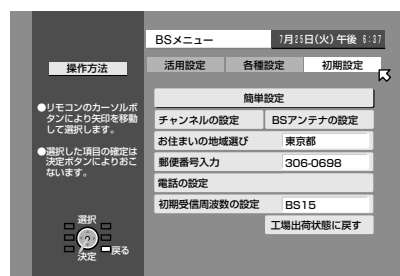 BSメニュー
7月25日(火)午後 6:37
操作方法
活用設定 各種設定 初期設定
簡単設定
●リモコンのカーソルボ
タンにより矢印を移動
して選択します。
●選択した項目の確定は
決定ボタンによりおこ
ないます。
チャンネルの設定 BSアンテナの設定
お住まいの地域選び 東京都
郵便番号入力 306-0698
電話の設定
初期受信周波数の設定 BS15
工場出荷状態に戻す
選択
戻る
決定